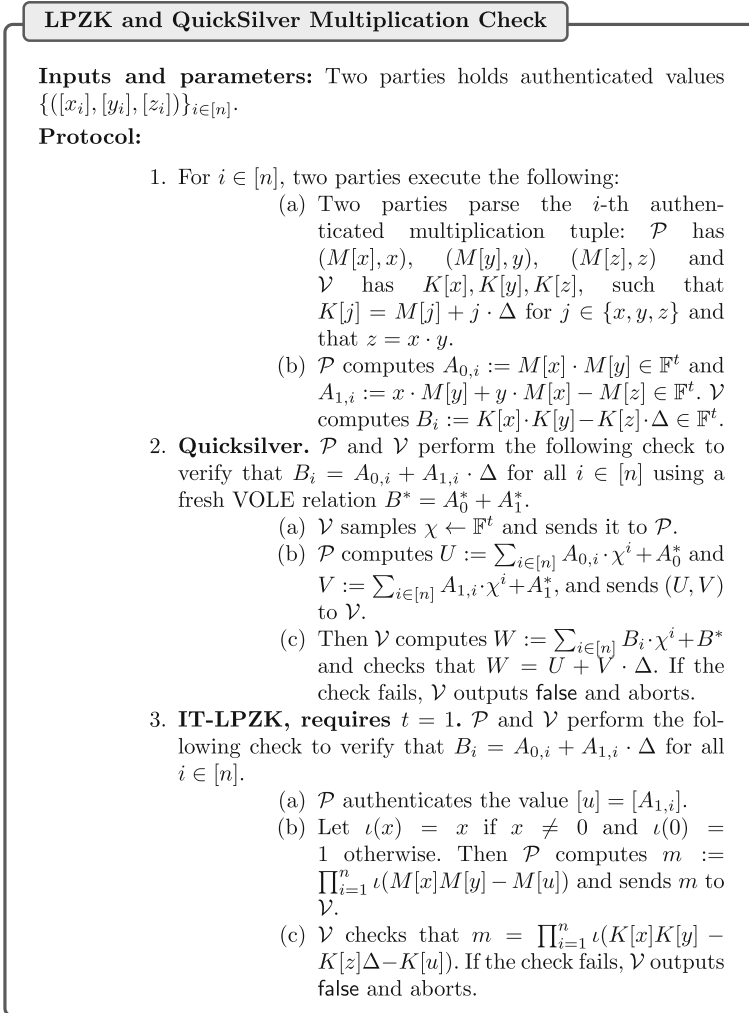 LPZK and QuickSilver Multiplication Check
Inputs and parameters: Two parties holds authenticated values
{([x_i], [y_i], [z_i])}_{i∈[n]}.
Protocol:
1. For i ∈ [n], two parties execute the following:
(a) Two parties parse the i-th authen-
ticated multiplication tuple: 𝒫 has
(M[x], x), (M[y], y), (M[z], z) and
𝒱 has K[x], K[y], K[z], such that
K[j] = M[j] + j · Δ for j ∈ {x, y, z} and
that z = x · y.
(b) 𝒫 computes A_{0,i} := M[x] · M[y] ∈ 𝔽^t and
A_{1,i} := x · M[y] + y · M[x] − M[z] ∈ 𝔽^t. 𝒱
computes B_i := K[x]·K[y]−K[z]·Δ ∈ 𝔽^t.
2. Quicksilver. 𝒫 and 𝒱 perform the following check to
verify that B_i = A_{0,i} + A_{1,i} · Δ for all i ∈ [n] using a
fresh VOLE relation B^* = A_0^* + A_1^*.
(a) 𝒱 samples χ ← 𝔽^t and sends it to 𝒫.
(b) 𝒫 computes U := ∑_{i∈[n]} A_{0,i} · χ^i + A_0^* and
V := ∑_{i∈[n]} A_{1,i} · χ^i + A_1^*, and sends (U, V)
to 𝒱.
(c) Then 𝒱 computes W := ∑_{i∈[n]} B_i · χ^i + B^*
and checks that W = U + V · Δ. If the
check fails, 𝒱 outputs false and aborts.
3. IT-LPZK, requires t = 1. 𝒫 and 𝒱 perform the fol-
lowing check to verify that B_i = A_{0,i} + A_{1,i} · Δ for all
i ∈ [n].
(a) 𝒫 authenticates the value [u] = [A_{1,i}].
(b) Let ι(x) = x if x ≠ 0 and ι(0) =
1 otherwise. Then 𝒫 computes m :=
∏_{i=1}^n ι(M[x]M[y] − M[u]) and sends m to
𝒱.
(c) 𝒱 checks that m = ∏_{i=1}^n ι(K[x]K[y] −
K[z]Δ−K[u]). If the check fails, 𝒱 outputs
false and aborts.